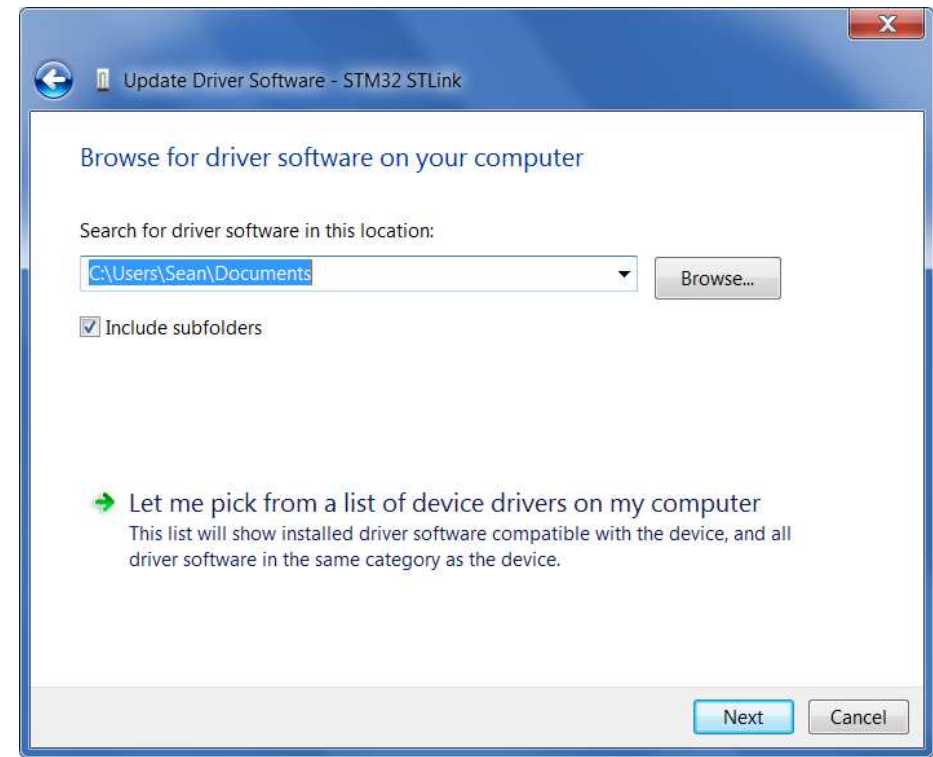 Update Driver Software - STM32 STLink
Browse for driver software on your computer
Search for driver software in this location:
C:\Users\Sean\Documents
Browse...
Include subfolders
Let me pick from a list of device drivers on my computer
This list will show installed driver software compatible with the device, and all
driver software in the same category as the device.
Next
Cancel